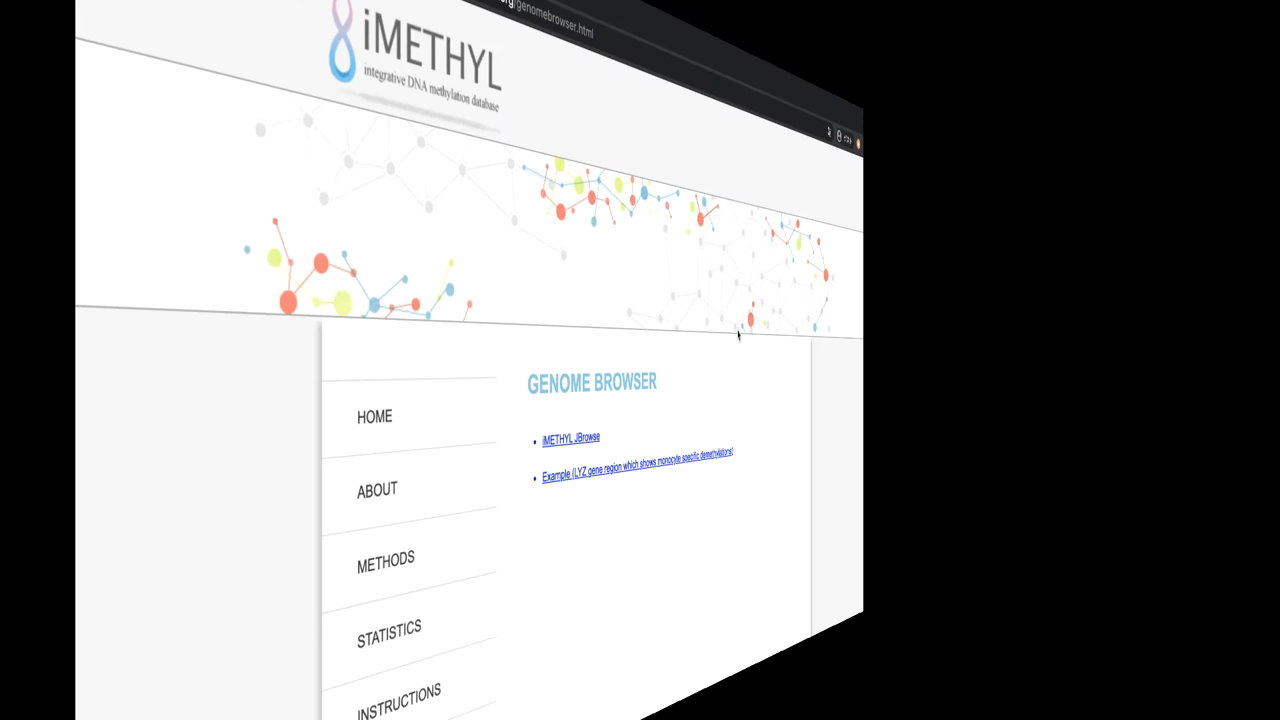 /genomebrowser.html
iMETHYL
integrative DNA methylation database
GENOME BROWSER
HOME
iMETHYL JBrowse
Example (LYZ gene region which shows monocyte specific demethylations)
ABOUT
METHODS
STATISTICS
INSTRUCTIONS